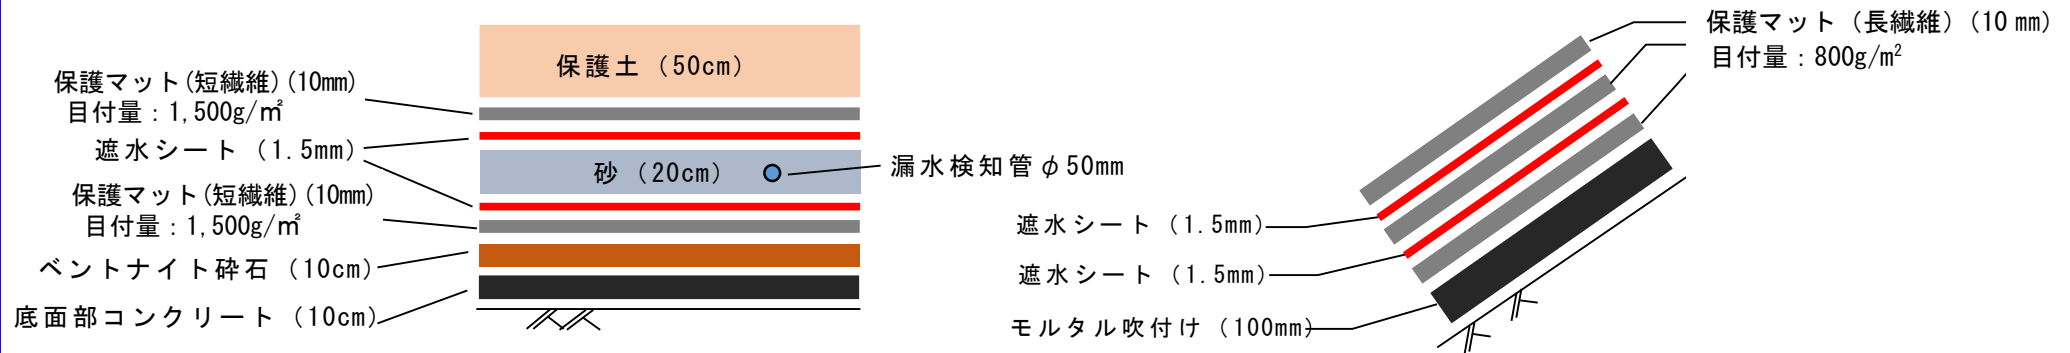 保護土（50cm）
保護マット(短繊維)(10mm)
目付量：1,500g/㎡
遮水シート（1.5mm）
砂（20cm）
漏水検知管φ50mm
保護マット(短繊維)(10mm)
目付量：1,500g/㎡
ベントナイト砕石（10cm）
底面部コンクリート（10cm）
保護マット（長繊維）(10 mm)
目付量：800g/m²
遮水シート（1.5mm）
遮水シート（1.5mm）
モルタル吹付け（100mm）